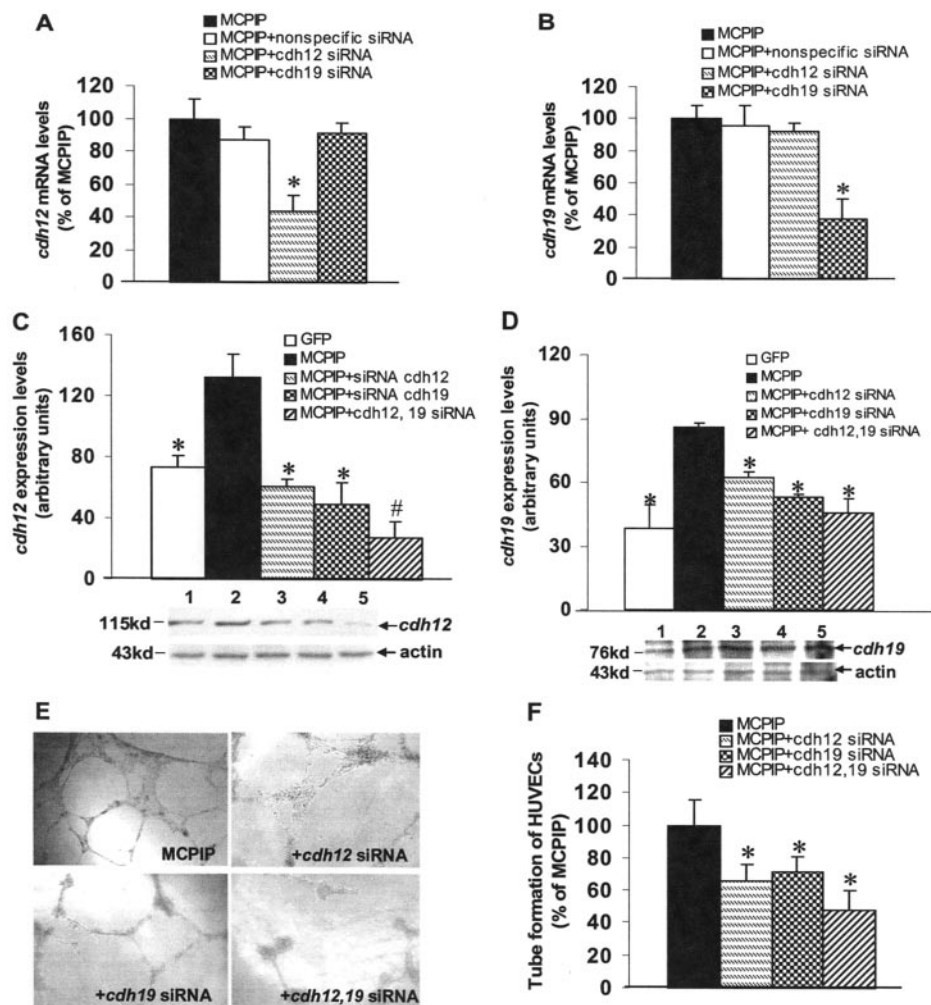 A
MCPIP
MCPIP+nonspecific siRNA
MCPIP+cdh12 siRNA
MCPIP+cdh19 siRNA
cdh12 mRNA levels
(% of MCPIP)
120
100
80
60
40
20
0
*
B
MCPIP
MCPIP+nonspecific siRNA
MCPIP+cdh12 siRNA
MCPIP+cdh19 siRNA
cdh19 mRNA levels
(% of MCPIP)
120
100
80
60
40
20
0
*
C
GFP
MCPIP
MCPIP+siRNA cdh12
MCPIP+siRNA cdh19
MCPIP+cdh12, 19 siRNA
cdh12 expression levels
(arbitrary units)
160
120
80
40
0
* * * #
1 2 3 4 5
115kd
cdh12
43kd
actin
D
GFP
MCPIP
MCPIP+cdh12 siRNA
MCPIP+cdh19 siRNA
MCPIP+ cdh12,19 siRNA
cdh19 expression levels
(arbitrary units)
120
90
60
30
0
* * * *
1 2 3 4 5
76kd
cdh19
43kd
actin
E
MCPIP
+cdh12 siRNA
+cdh19 siRNA
+cdh12,19 siRNA
F
MCPIP
MCPIP+cdh12 siRNA
MCPIP+cdh19 siRNA
MCPIP+cdh12,19 siRNA
Tube formation of HUVECs
(% of MCPIP)
140
120
100
80
60
40
20
0
* * *